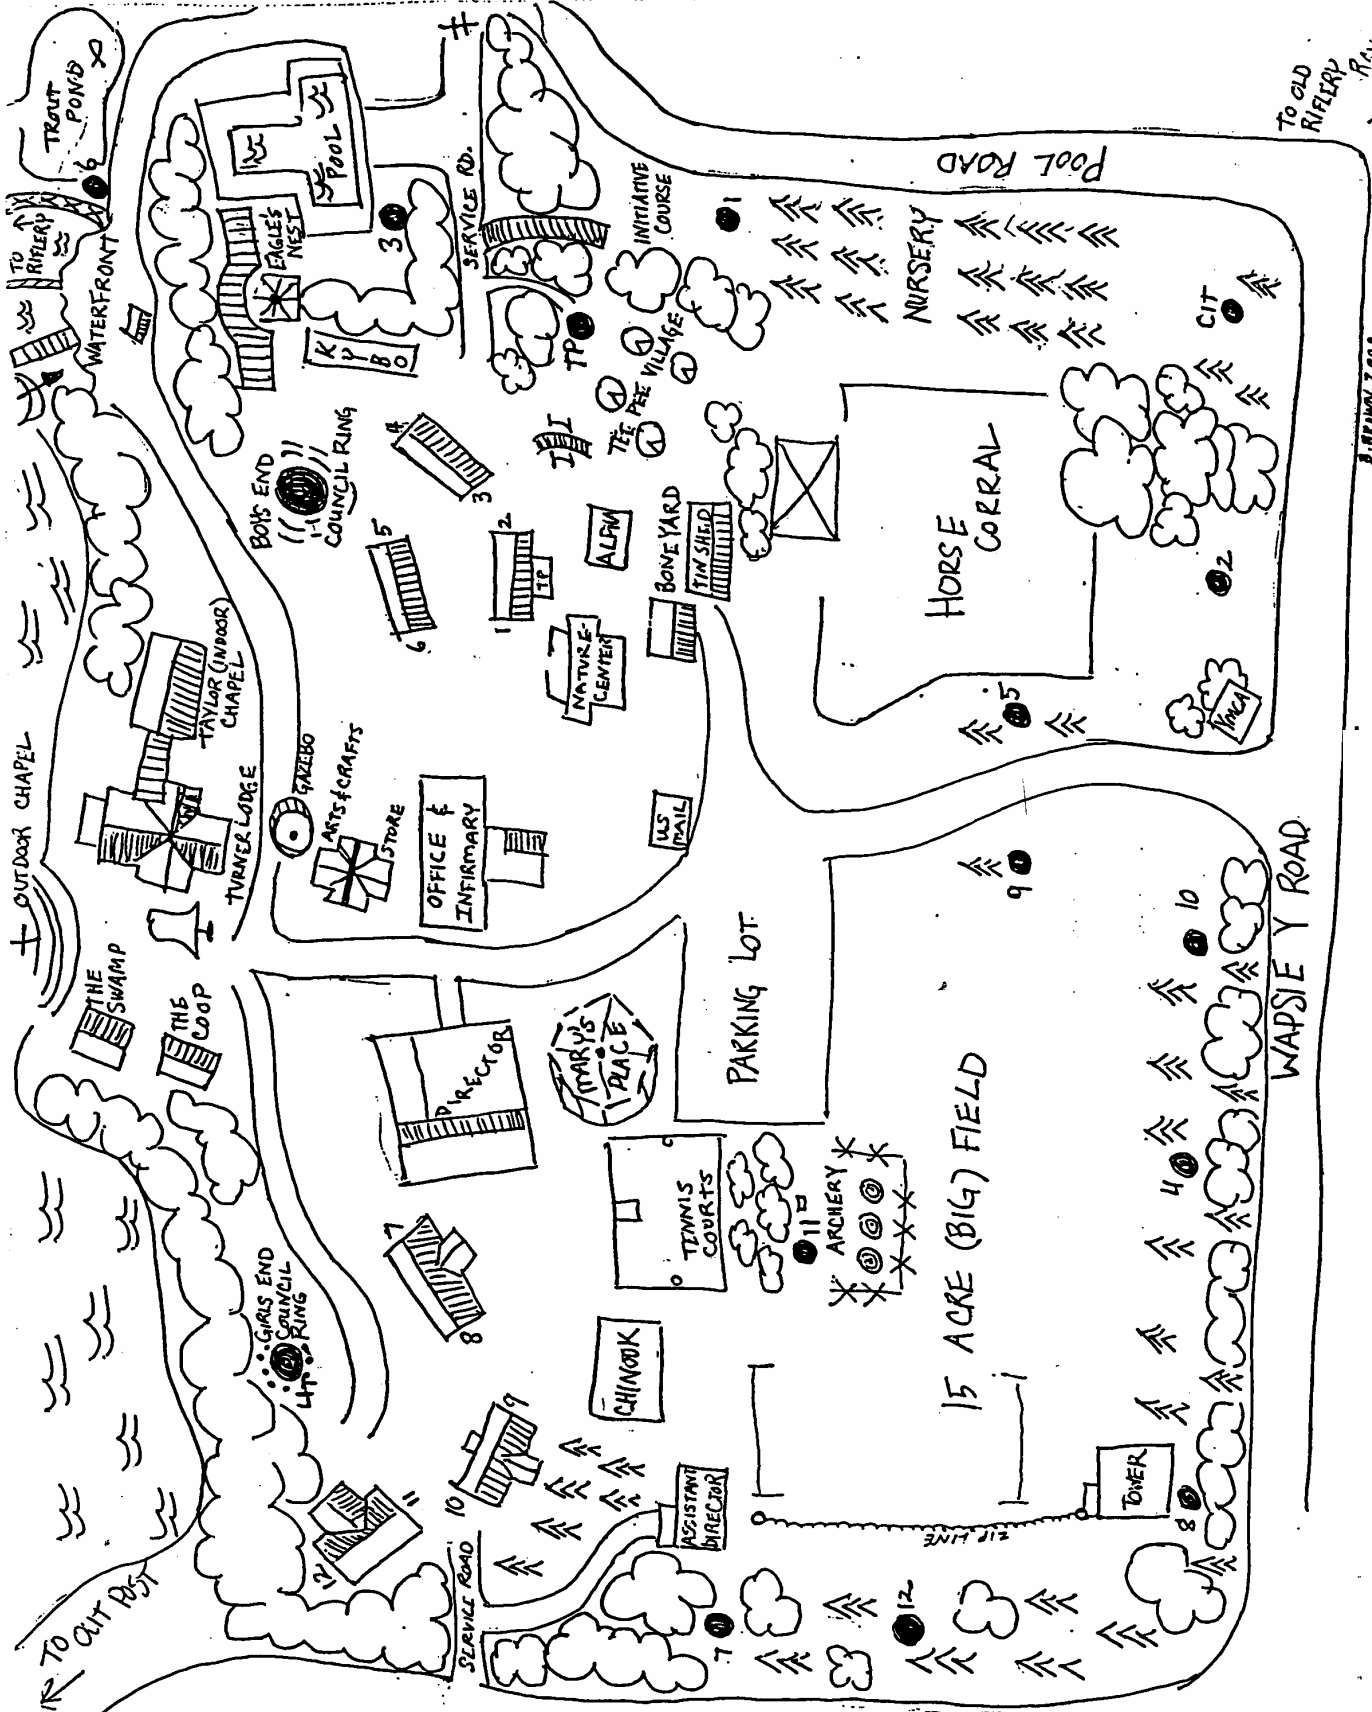 TROUT
POND
6
TO
RIFLERY
WATERFRONT
POOL
EAGLE'S
NEST
3
SERVICE RD.
KYBO
INITIATIVE
COURSE
1
POOL ROAD
TO OLD
RIFLERY
NURSERY
CIT
TP
TEE PEE VILLAGE
BOYS END
COUNCIL RING
4
3
5
6
2
1
TP
ALPIN
BONEYARD
TIN SHED
NATURE
CENTER
HORSE
CORRAL
2
5
YMCA
OUTDOOR CHAPEL
TAYLOR (INDOOR)
CHAPEL
TURNER LODGE
GAZEBO
ARTS & CRAFTS
STORE
OFFICE &
INFIRMARY
US
MAIL
9
10
WAPSIE Y ROAD
THE
SWAMP
THE
COOP
DIRECTOR
MARY'S
PLACE
PARKING LOT
15 ACRE (BIG) FIELD
4
TENNIS
COURTS
11
ARCHERY
GIRLS END
COUNCIL
RING
7
8
CHINOOK
9
10
11
12
ASSISTANT
DIRECTOR
ZIP LINE
TOWER
8
SERVICE ROAD
7
12
TO
OUT POST